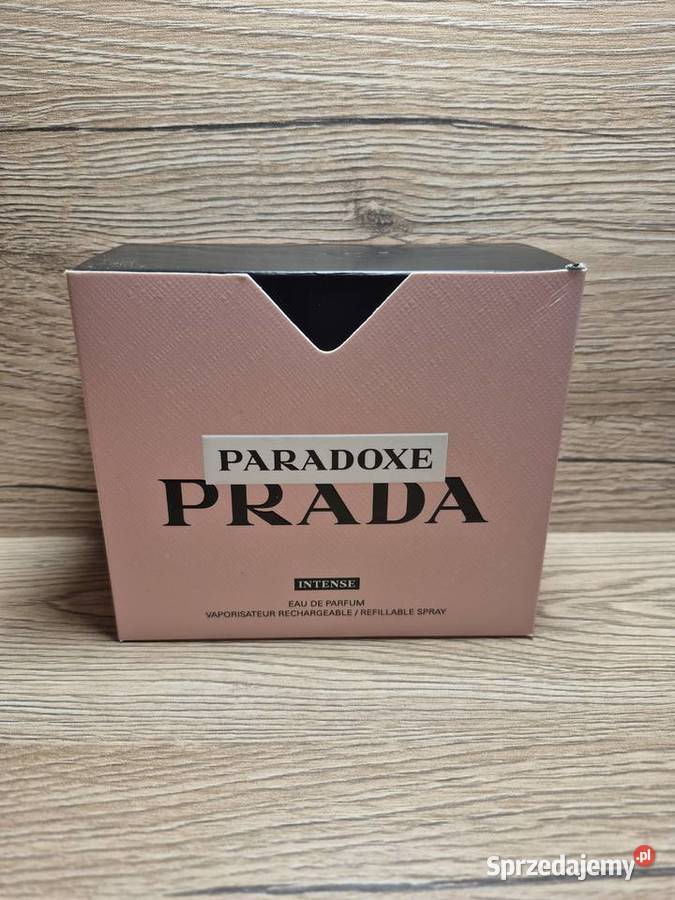 PARADOXE
PRADA
INTENSE
EAU DE PARFUM
VAPORISATEUR RECHARGEABLE / REFILLABLE SPRAY
Sprzedajemy.pl